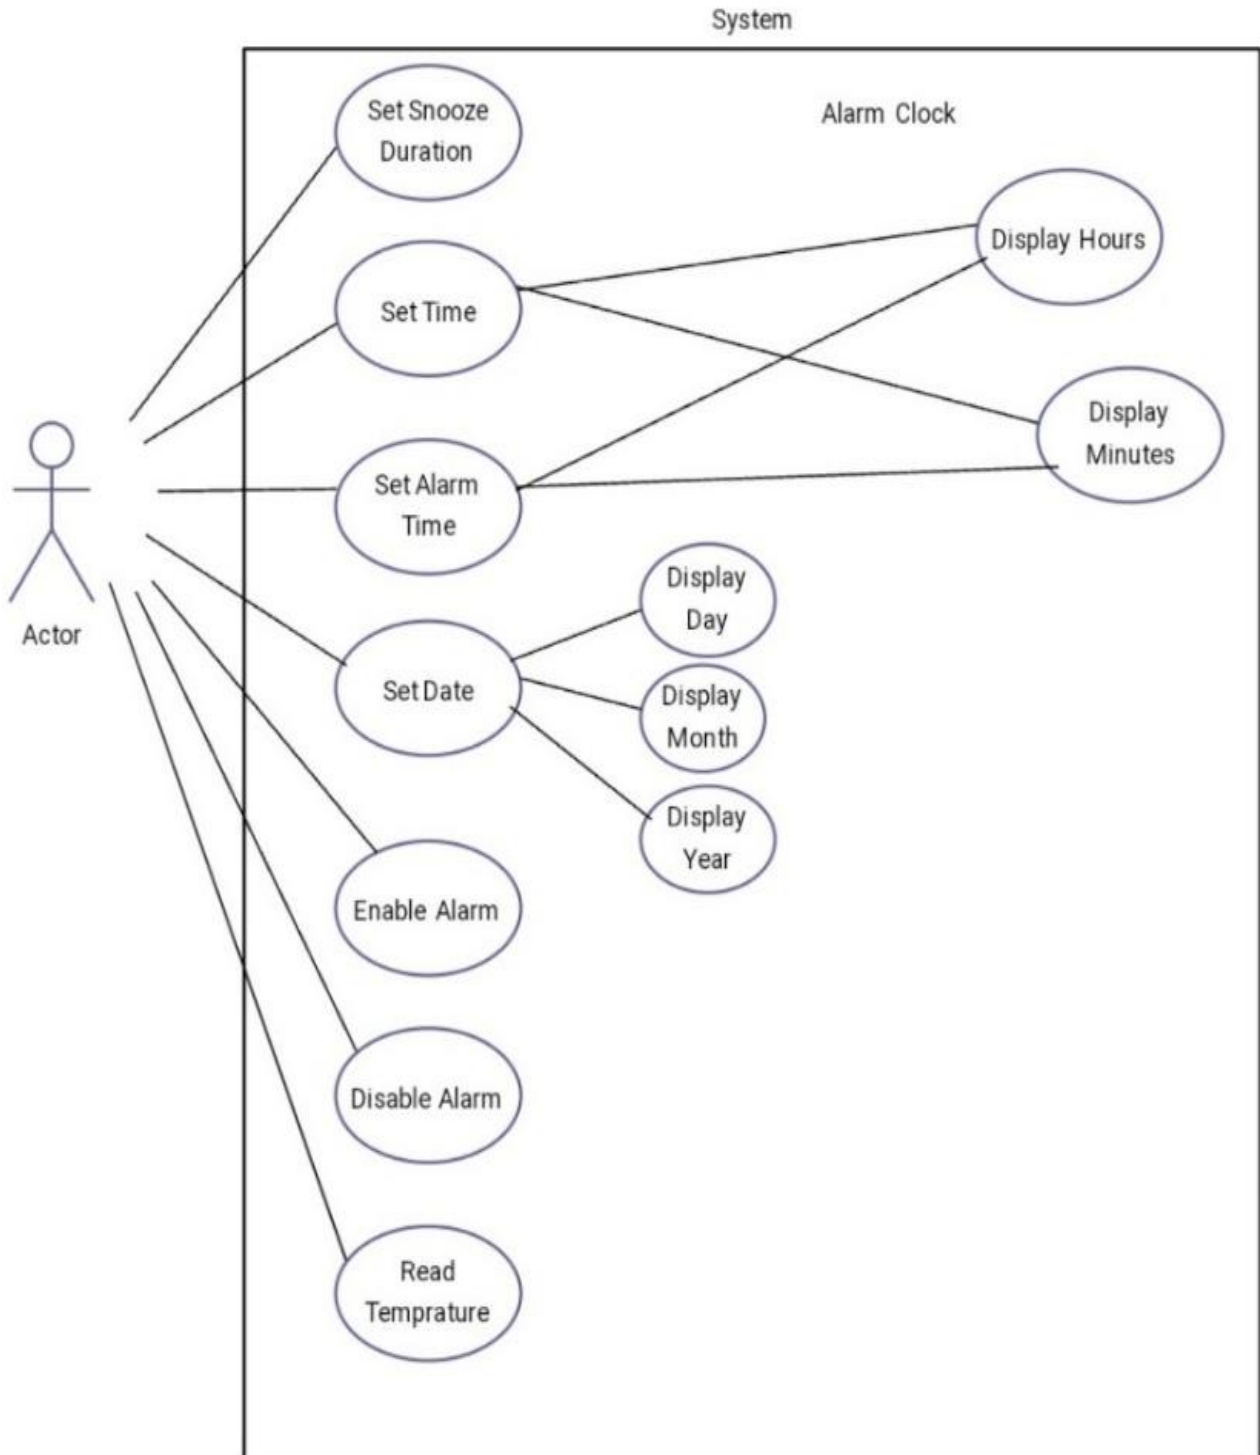 System
Alarm Clock
Set Snooze
Duration
Display Hours
Set Time
Display
Minutes
Set Alarm
Time
Display
Day
Actor
Set Date
Display
Month
Display
Year
Enable Alarm
Disable Alarm
Read
Temprature